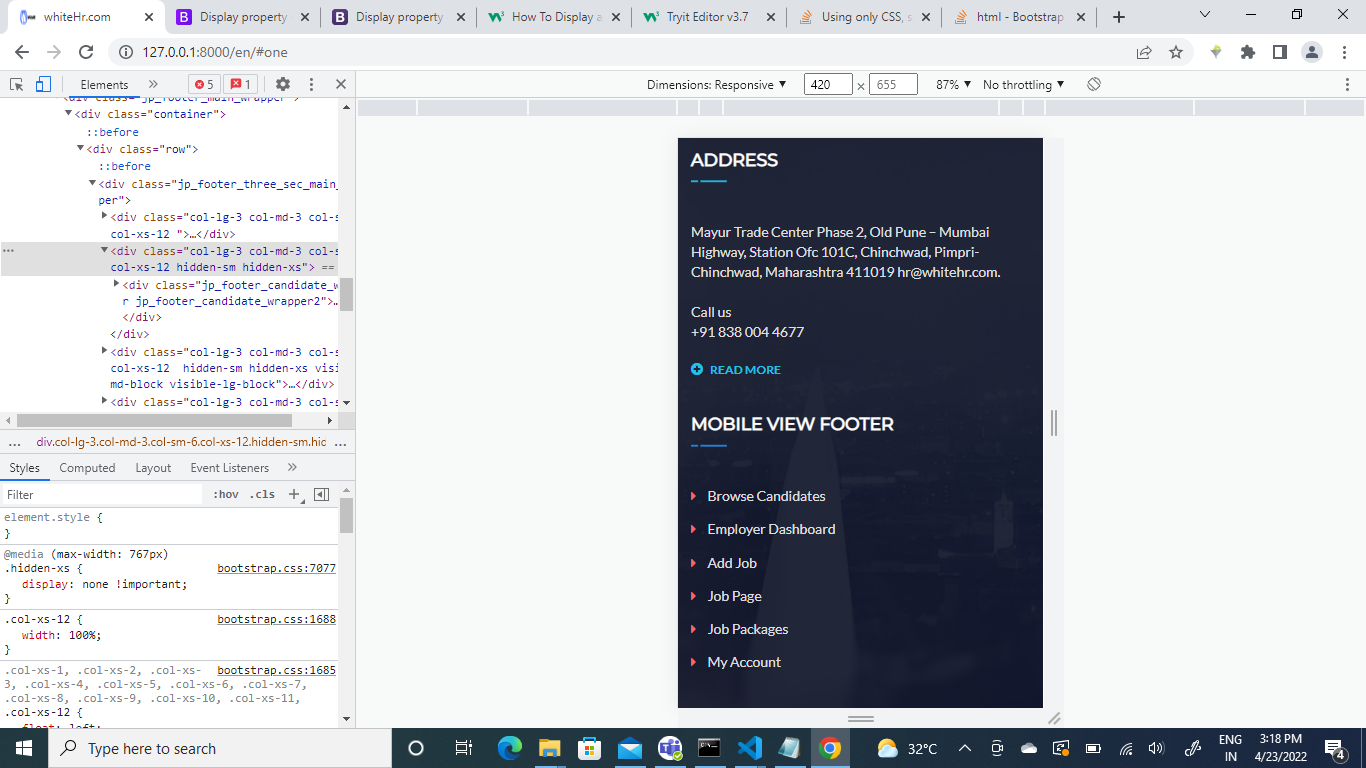 whiteHr.com
Display property
Display property
How To Display a
Tryit Editor v3.7
Using only CSS, s
html - Bootstrap
127.0.0.1:8000/en/#one
Elements
5
1
Dimensions: Responsive
420
×
655
87%
No throttling
<div class="jp_footer_main_wrapper">
<div class="container">
::before
<div class="row">
::before
<div class="jp_footer_three_sec_main_
per">
<div class="col-lg-3 col-md-3 col-s
col-xs-12 ">…</div>
<div class="col-lg-3 col-md-3 col-s
col-xs-12 hidden-sm hidden-xs"> ==
<div class="jp_footer_candidate_w
r jp_footer_candidate_wrapper2">…
</div>
</div>
<div class="col-lg-3 col-md-3 col-s
col-xs-12  hidden-sm hidden-xs visi
md-block visible-lg-block">…</div>
<div class="col-lg-3 col-md-3 col-s
... div.col-lg-3.col-md-3.col-sm-6.col-xs-12.hidden-sm.hid ...
Styles
Computed
Layout
Event Listeners
Filter
:hov
.cls
element.style {
}
@media (max-width: 767px)
.hidden-xs {
bootstrap.css:7077
display: none !important;
}
.col-xs-12 {
bootstrap.css:1688
width: 100%;
}
.col-xs-1, .col-xs-2, .col-xs-
bootstrap.css:1685
3, .col-xs-4, .col-xs-5, .col-xs-6, .col-xs-7,
.col-xs-8, .col-xs-9, .col-xs-10, .col-xs-11,
.col-xs-12 {
float: left;
ADDRESS
Mayur Trade Center Phase 2, Old Pune – Mumbai
Highway, Station Ofc 101C, Chinchwad, Pimpri-
Chinchwad, Maharashtra 411019 hr@whitehr.com.
Call us
+91 838 004 4677
READ MORE
MOBILE VIEW FOOTER
Browse Candidates
Employer Dashboard
Add Job
Job Page
Job Packages
My Account
Type here to search
32°C
ENG
IN
3:18 PM
4/23/2022
4